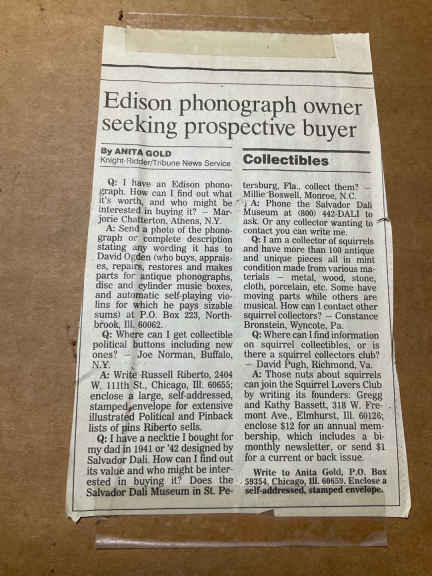 Edison phonograph owner
seeking prospective buyer
By ANITA GOLD
Knight-Ridder/Tribune News Service
Q: I have an Edison phono-
graph. How can I find out what
it's worth, and who might be
interested in buying it? — Mar-
jorie Chatterton, Athens, N.Y.
A: Send a photo of the phono-
graph or complete description
stating any wording it has to
David Ogden (who buys, apprais-
es, repairs, restores and makes
parts for antique phonographs,
disc and cylinder music boxes,
and automatic self-playing vio-
lins for which he pays sizable
sums) at P.O. Box 223, North-
brook, Ill. 60062.
Q: Where can I get collectible
political buttons including new
ones? — Joe Norman, Buffalo,
N.Y.
A: Write Russell Riberto, 2404
W. 111th St., Chicago, Ill. 60655;
enclose a large, self-addressed,
stamped envelope for extensive
illustrated Political and Pinback
lists of pins Riberto sells.
Q: I have a necktie I bought for
my dad in 1941 or '42 designed by
Salvador Dali. How can I find out
its value and who might be inter-
ested in buying it? Does the
Salvador Dali Museum in St. Pe-
Collectibles
tersburg, Fla., collect them? —
Millie Boswell, Monroe, N.C.
A: Phone the Salvador Dali
Museum at (800) 442-DALI to
ask. Or any collector wanting to
contact you can write me.
Q: I am a collector of squirrels
and have more than 100 antique
and unique pieces all in mint
condition made from various ma-
terials — metal, wood, stone,
cloth, porcelain, etc. Some have
moving parts while others are
musical. How can I contact other
squirrel collectors? — Constance
Bronstein, Wyncote, Pa.
Q: Where can I find information
on squirrel collectibles, or is
there a squirrel collectors club?
— David Pugh, Richmond, Va.
A: Those nuts about squirrels
can join the Squirrel Lovers Club
by writing its founders: Gregg
and Kathy Bassett, 318 W. Fre-
mont Ave., Elmhurst, Ill. 60126;
enclose $12 for an annual mem-
bership, which includes a bi-
monthly newsletter, or send $1
for a current or back issue.
Write to Anita Gold, P.O. Box
59354, Chicago, Ill. 60659. Enclose a
self-addressed, stamped envelope.